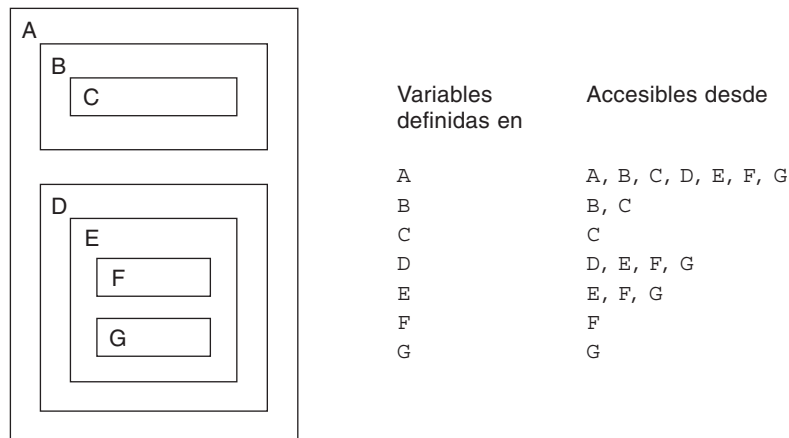 A
B
C
D
E
F
G
Variables definidas en
Accesibles desde
A A, B, C, D, E, F, G
B B, C
C C
D D, E, F, G
E E, F, G
F F
G G